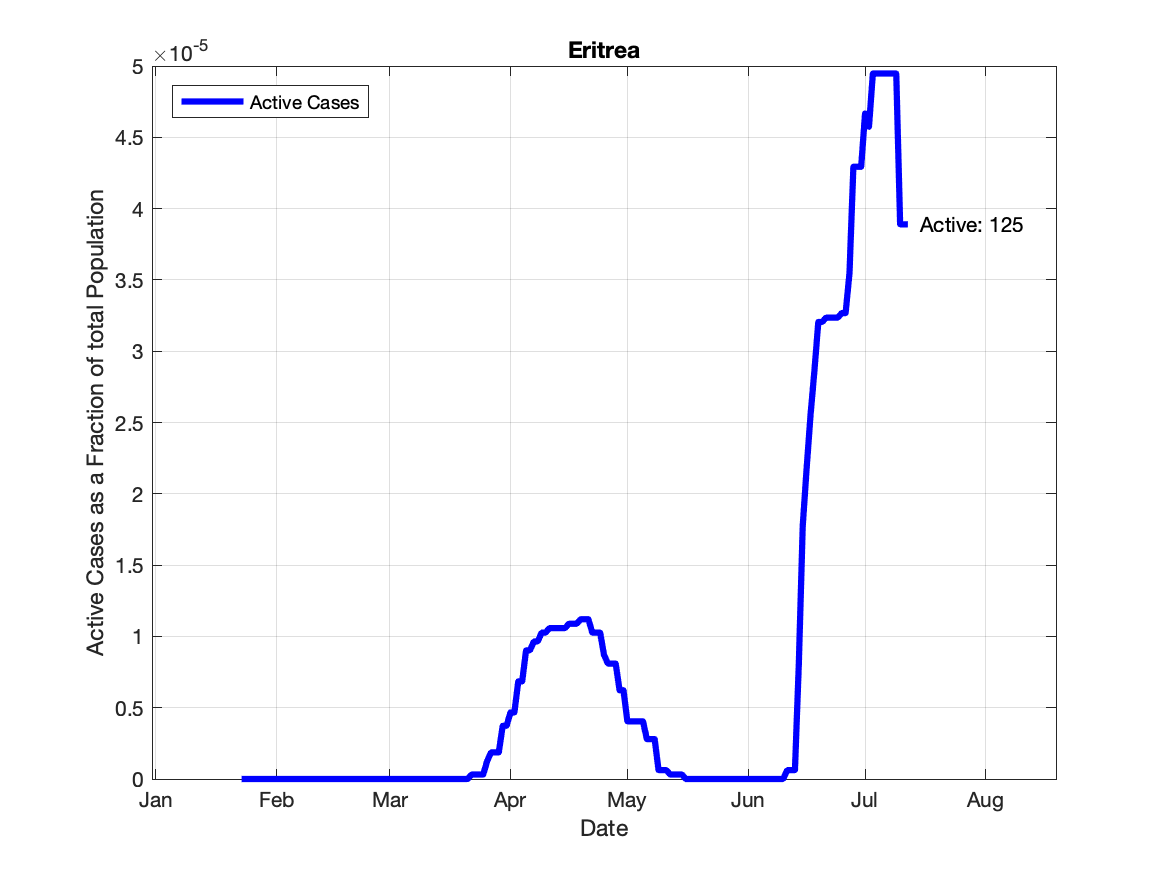 Eritrea
×10-5
Active Cases
5
4.5
4
3.5
3
2.5
2
1.5
1
0.5
0
Active Cases as a Fraction of total Population
Active: 125
Jan Feb Mar Apr May Jun Jul Aug
Date